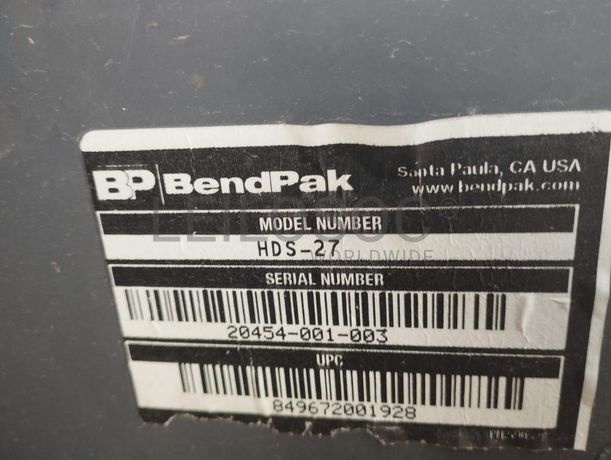 BP BendPak
Santa Paula, CA USA
www.bendpak.com
MODEL NUMBER
HDS-27
WORLDWIDE
SERIAL NUMBER
20454-001-003
UPC
849672001928